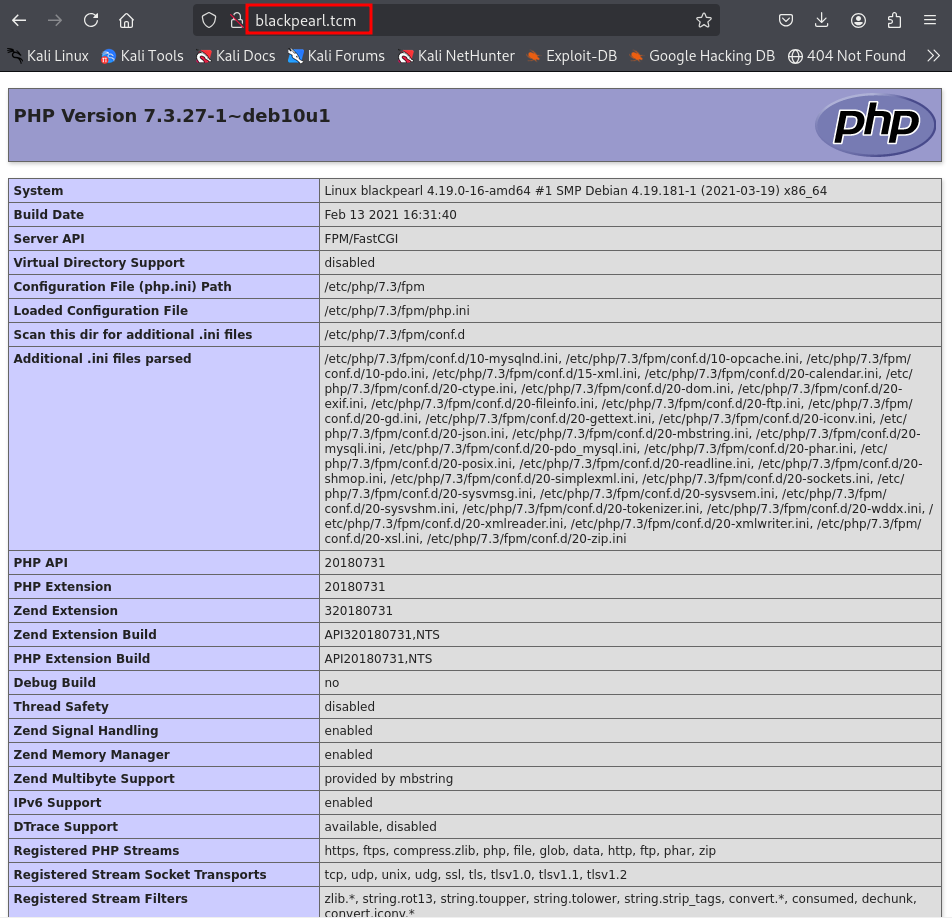 blackpearl.tcm
Kali Linux Kali Tools Kali Docs Kali Forums Kali NetHunter Exploit-DB Google Hacking DB 404 Not Found
PHP Version 7.3.27-1~deb10u1
php
System Linux blackpearl 4.19.0-16-amd64 #1 SMP Debian 4.19.181-1 (2021-03-19) x86_64
Build Date Feb 13 2021 16:31:40
Server API FPM/FastCGI
Virtual Directory Support disabled
Configuration File (php.ini) Path /etc/php/7.3/fpm
Loaded Configuration File /etc/php/7.3/fpm/php.ini
Scan this dir for additional .ini files /etc/php/7.3/fpm/conf.d
Additional .ini files parsed /etc/php/7.3/fpm/conf.d/10-mysqlnd.ini, /etc/php/7.3/fpm/conf.d/10-opcache.ini, /etc/php/7.3/fpm/
conf.d/10-pdo.ini, /etc/php/7.3/fpm/conf.d/15-xml.ini, /etc/php/7.3/fpm/conf.d/20-calendar.ini, /etc/
php/7.3/fpm/conf.d/20-ctype.ini, /etc/php/7.3/fpm/conf.d/20-dom.ini, /etc/php/7.3/fpm/conf.d/20-
exif.ini, /etc/php/7.3/fpm/conf.d/20-fileinfo.ini, /etc/php/7.3/fpm/conf.d/20-ftp.ini, /etc/php/7.3/fpm/
conf.d/20-gd.ini, /etc/php/7.3/fpm/conf.d/20-gettext.ini, /etc/php/7.3/fpm/conf.d/20-iconv.ini, /etc/
php/7.3/fpm/conf.d/20-json.ini, /etc/php/7.3/fpm/conf.d/20-mbstring.ini, /etc/php/7.3/fpm/conf.d/20-
mysqli.ini, /etc/php/7.3/fpm/conf.d/20-pdo_mysql.ini, /etc/php/7.3/fpm/conf.d/20-phar.ini, /etc/
php/7.3/fpm/conf.d/20-posix.ini, /etc/php/7.3/fpm/conf.d/20-readline.ini, /etc/php/7.3/fpm/conf.d/20-
shmop.ini, /etc/php/7.3/fpm/conf.d/20-simplexml.ini, /etc/php/7.3/fpm/conf.d/20-sockets.ini, /etc/
php/7.3/fpm/conf.d/20-sysvmsg.ini, /etc/php/7.3/fpm/conf.d/20-sysvsem.ini, /etc/php/7.3/fpm/
conf.d/20-sysvshm.ini, /etc/php/7.3/fpm/conf.d/20-tokenizer.ini, /etc/php/7.3/fpm/conf.d/20-wddx.ini, /
etc/php/7.3/fpm/conf.d/20-xmlreader.ini, /etc/php/7.3/fpm/conf.d/20-xmlwriter.ini, /etc/php/7.3/fpm/
conf.d/20-xsl.ini, /etc/php/7.3/fpm/conf.d/20-zip.ini
PHP API 20180731
PHP Extension 20180731
Zend Extension 320180731
Zend Extension Build API320180731,NTS
PHP Extension Build API20180731,NTS
Debug Build no
Thread Safety disabled
Zend Signal Handling enabled
Zend Memory Manager enabled
Zend Multibyte Support provided by mbstring
IPv6 Support enabled
DTrace Support available, disabled
Registered PHP Streams https, ftps, compress.zlib, php, file, glob, data, http, ftp, phar, zip
Registered Stream Socket Transports tcp, udp, unix, udg, ssl, tls, tlsv1.0, tlsv1.1, tlsv1.2
Registered Stream Filters zlib.*, string.rot13, string.toupper, string.tolower, string.strip_tags, convert.*, consumed, dechunk,
convert.iconv.*